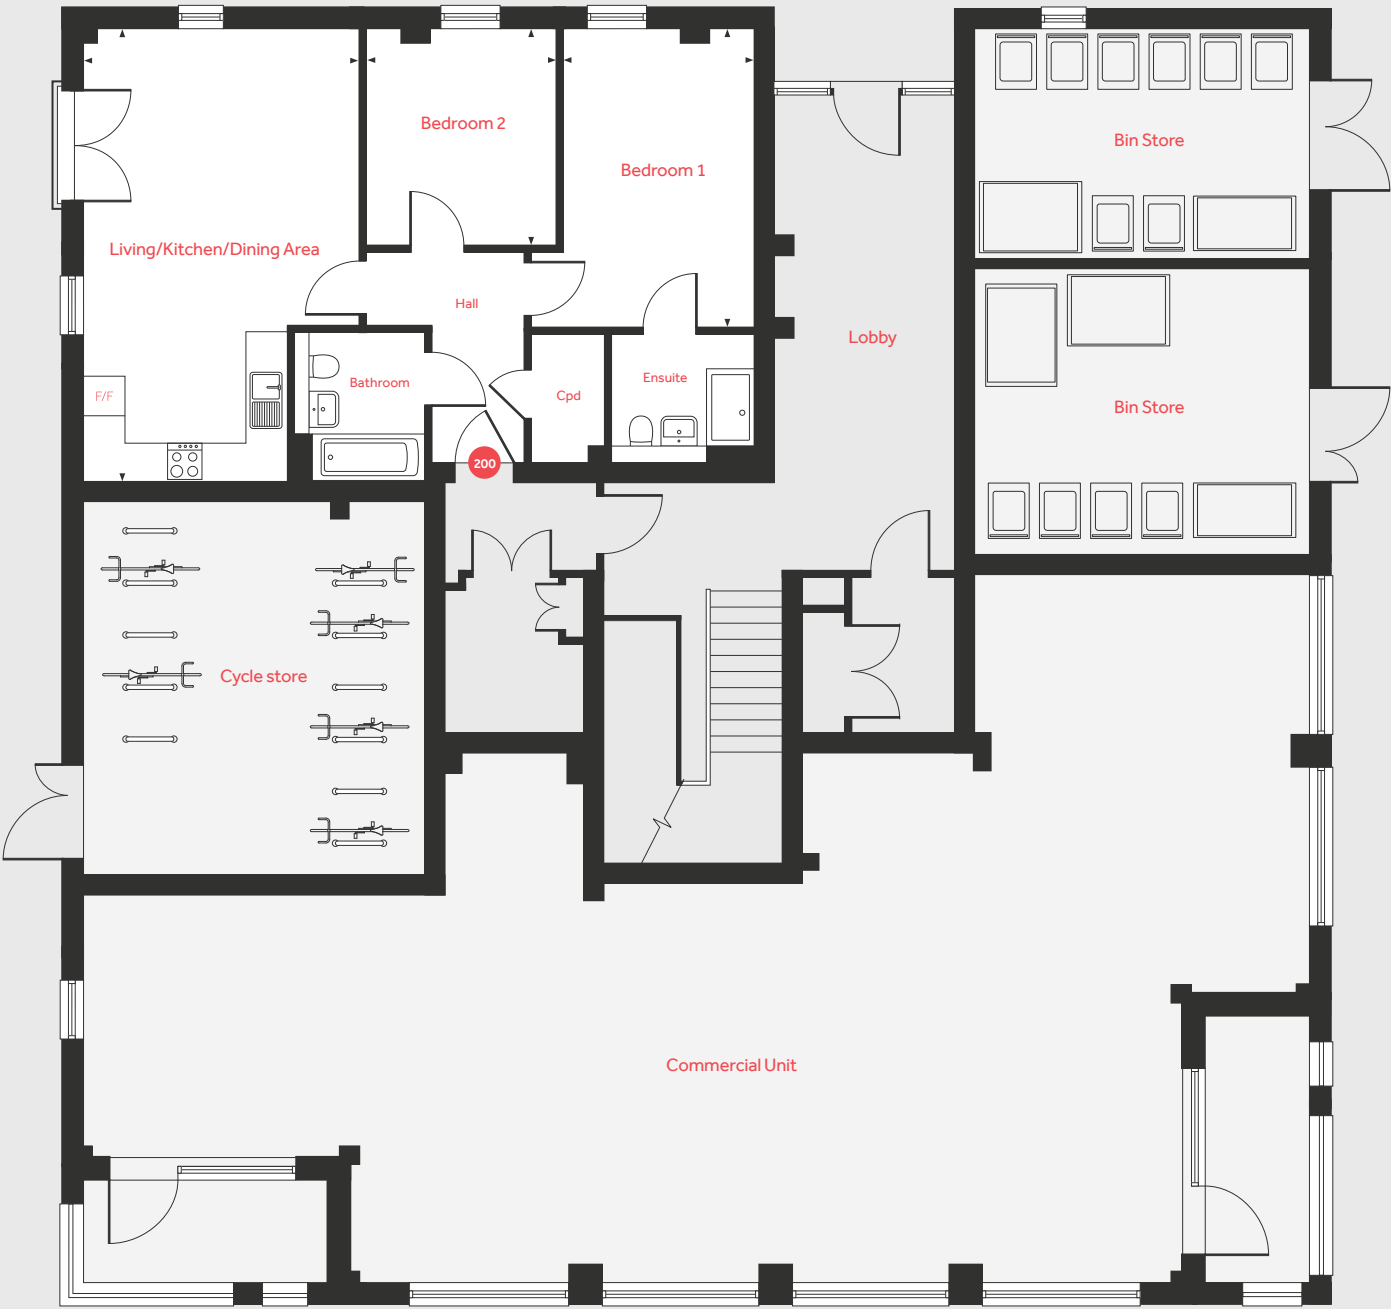 Bedroom 2
Bin Store
Bedroom 1
Living/Kitchen/Dining Area
Hall
Lobby
Bathroom
Ensuite
F/F
Cpd
Bin Store
200
Cycle store
Commercial Unit